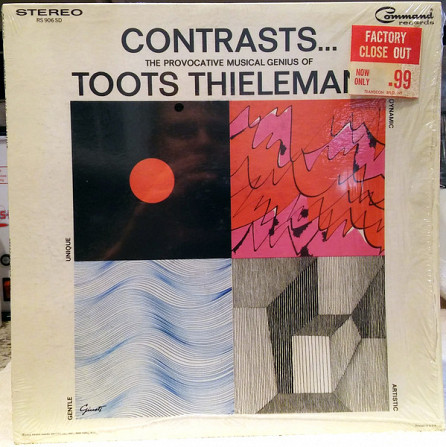 STEREO
RS 906 SD
Command
records
CONTRASTS...
THE PROVOCATIVE MUSICAL GENIUS OF
TOOTS THIELEMAN
FACTORY
CLOSE OUT
NOW
ONLY
.99
DYNAMIC
UNIQUE
GENTLE
ARTISTIC